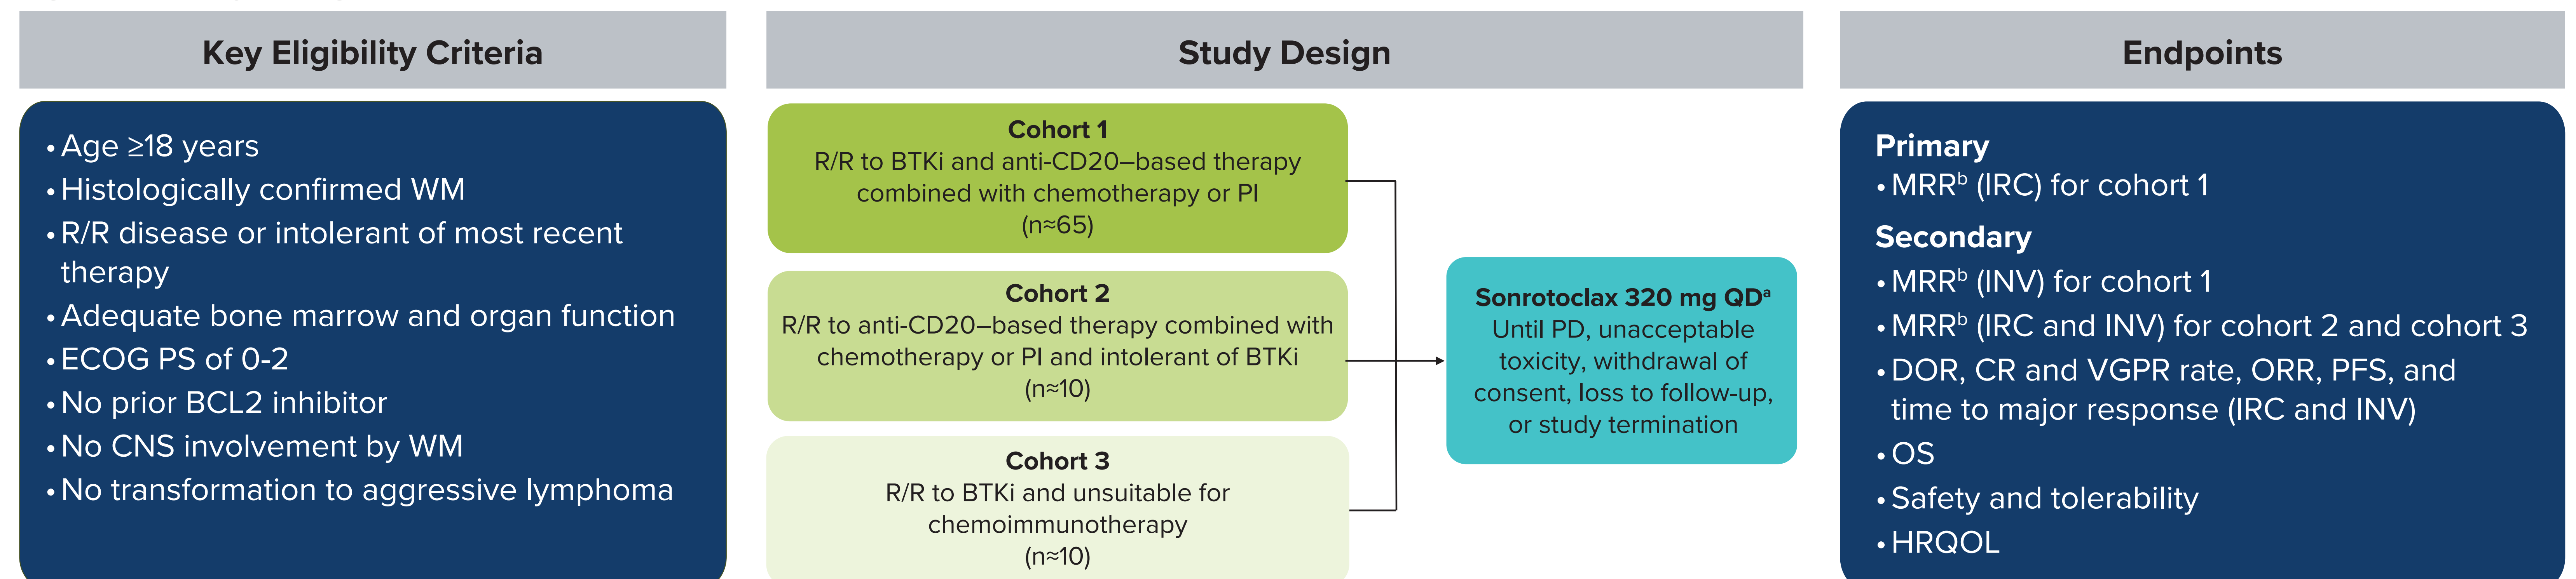 Key Eligibility Criteria
• Age ≥18 years
• Histologically confirmed WM
• R/R disease or intolerant of most recent
therapy
• Adequate bone marrow and organ function
• ECOG PS of 0-2
• No prior BCL2 inhibitor
• No CNS involvement by WM
• No transformation to aggressive lymphoma
Study Design
Cohort 1
R/R to BTKi and anti-CD20–based therapy
combined with chemotherapy or PI
(n≈65)
Cohort 2
R/R to anti-CD20–based therapy combined with
chemotherapy or PI and intolerant of BTKi
(n≈10)
Cohort 3
R/R to BTKi and unsuitable for
chemoimmunotherapy
(n≈10)
Sonrotoclax 320 mg QDᵃ
Until PD, unacceptable
toxicity, withdrawal of
consent, loss to follow-up,
or study termination
Endpoints
Primary
• MRRᵇ (IRC) for cohort 1
Secondary
• MRRᵇ (INV) for cohort 1
• MRRᵇ (IRC and INV) for cohort 2 and cohort 3
• DOR, CR and VGPR rate, ORR, PFS, and
time to major response (IRC and INV)
• OS
• Safety and tolerability
• HRQOL